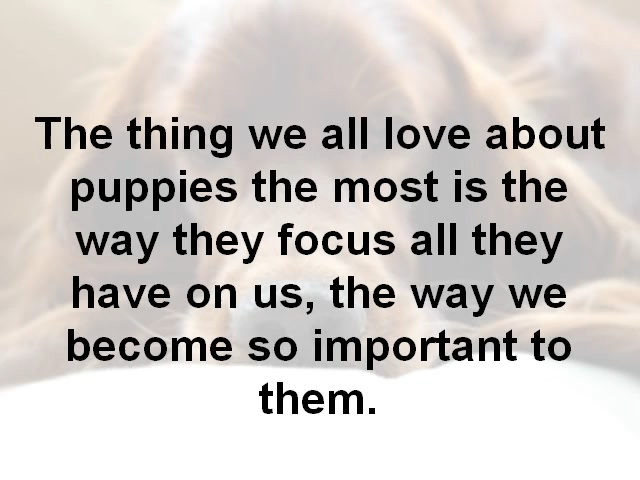 The thing we all love about
puppies the most is the
way they focus all they
have on us, the way we
become so important to
them.